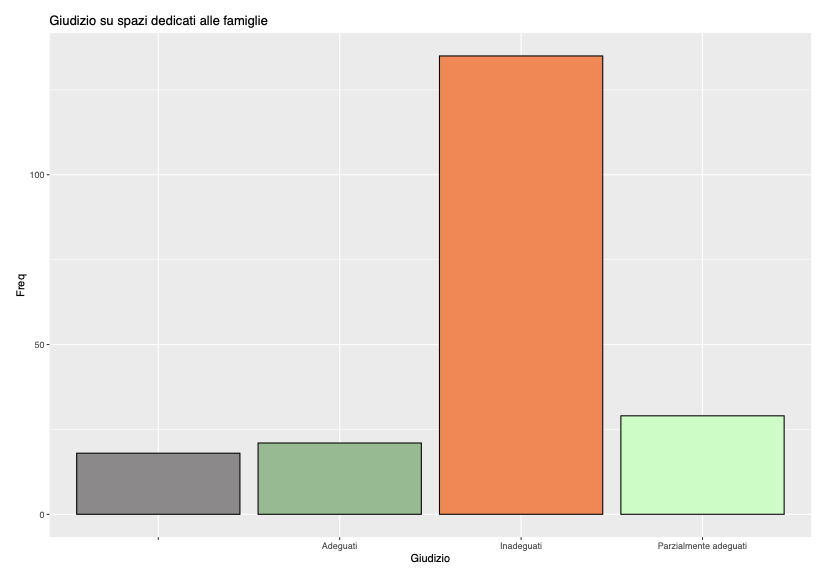 Giudizio su spazi dedicati alle famiglie
Freq
100
50
0
Adeguati
Inadeguati
Parzialmente adeguati
Giudizio